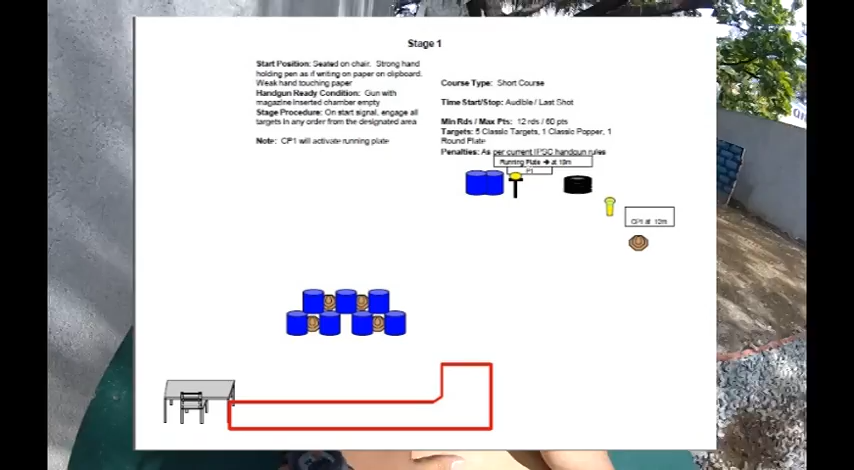 Stage 1
Start Position: Seated on chair. Strong hand
holding pen as if writing on paper on clipboard.
Weak hand touching paper
Handgun Ready Condition: Gun with
magazine inserted chamber empty
Stage Procedure: On start signal, engage all
targets in any order from the designated area
Note: CP1 will activate running plate
Course Type: Short Course
Time Start/Stop: Audible / Last Shot
Min Rds / Max Pts: 12 rds / 60 pts
Targets: 5 Classic Targets, 1 Classic Popper, 1
Round Plate
Penalties: As per current IPSC handgun rules
Running Plate ➔ at 10m
P1
CP1 at 10m